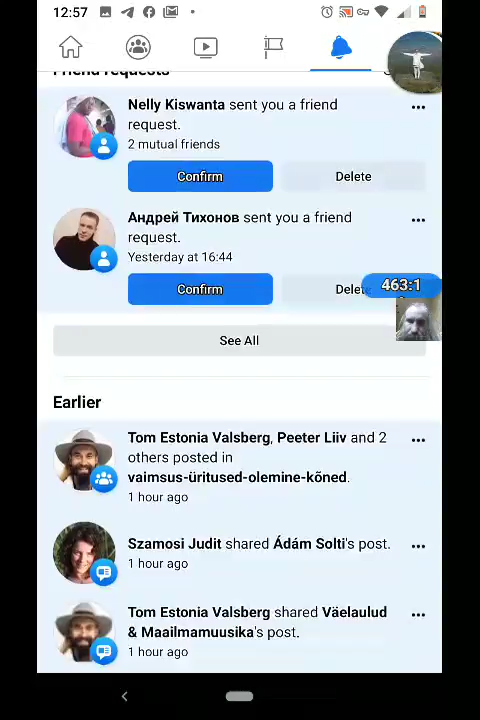 12:57
Friend requests
Nelly Kiswanta sent you a friend
request.
2 mutual friends
Confirm
Delete
Андрей Тихонов sent you a friend
request.
Yesterday at 16:44
Confirm
Delete
463:1
See All
Earlier
Tom Estonia Valsberg, Peeter Liiv and 2
others posted in
vaimsus-üritused-olemine-kõned.
1 hour ago
Szamosi Judit shared Ádám Solti's post.
1 hour ago
Tom Estonia Valsberg shared Väelaulud
& Maailmamuusika's post.
1 hour ago